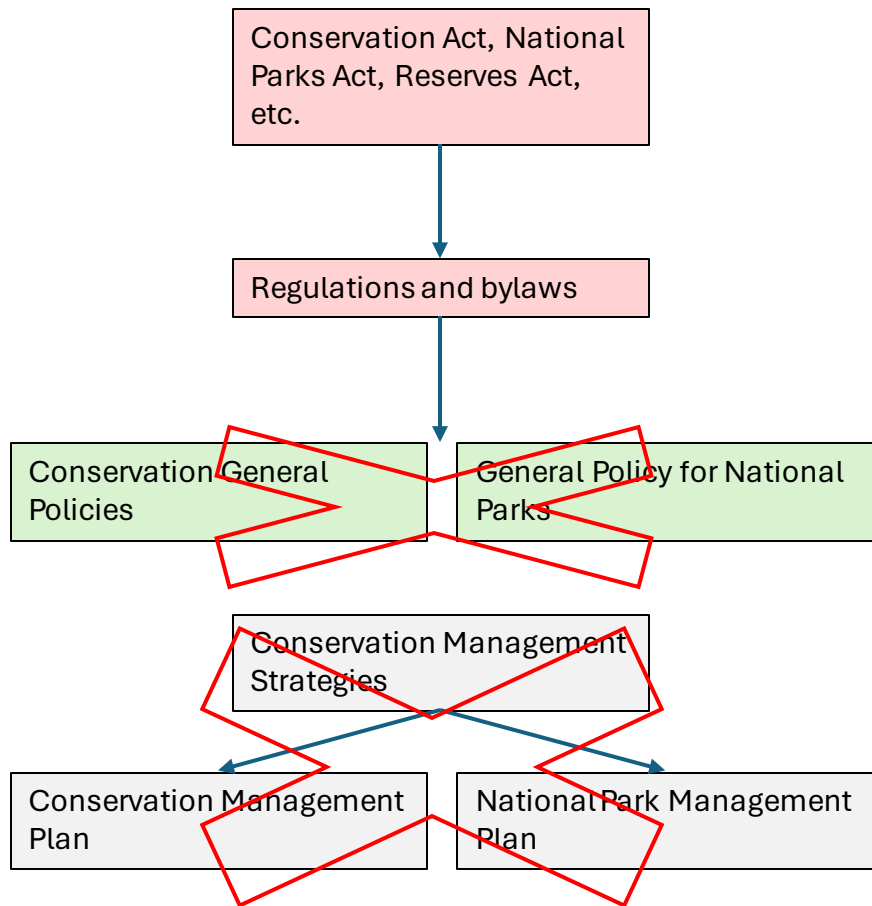 Conservation Act, National
Parks Act, Reserves Act,
etc.
Regulations and bylaws
Conservation General
Policies
General Policy for National
Parks
Conservation Management
Strategies
Conservation Management
Plan
National Park Management
Plan